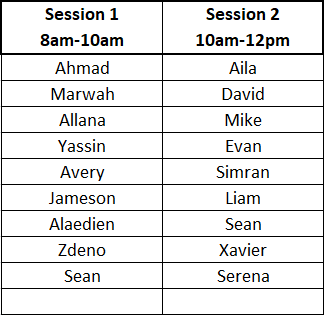 Session 1 Session 2
8am-10am 10am-12pm
Ahmad Aila
Marwah David
Allana Mike
Yassin Evan
Avery Simran
Jameson Liam
Alaedien Sean
Zdeno Xavier
Sean Serena